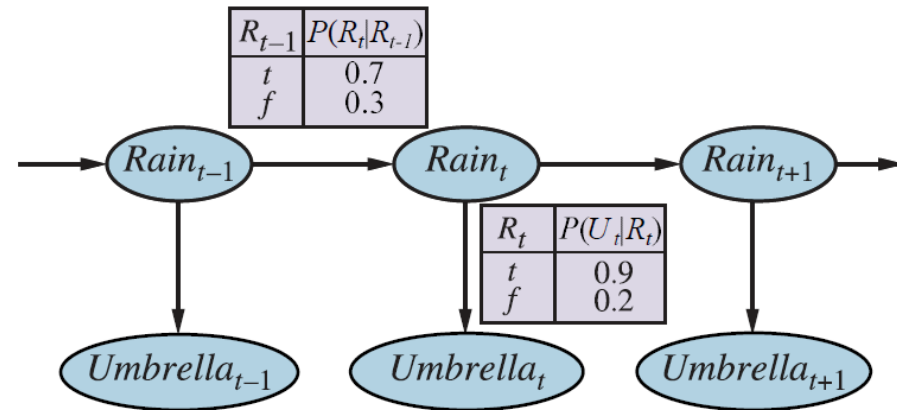 R_{t-1} P(R_t|R_{t-1})
t 0.7
f 0.3
Rain_{t-1} Rain_t Rain_{t+1}
R_t P(U_t|R_t)
t 0.9
f 0.2
Umbrella_{t-1} Umbrella_t Umbrella_{t+1}